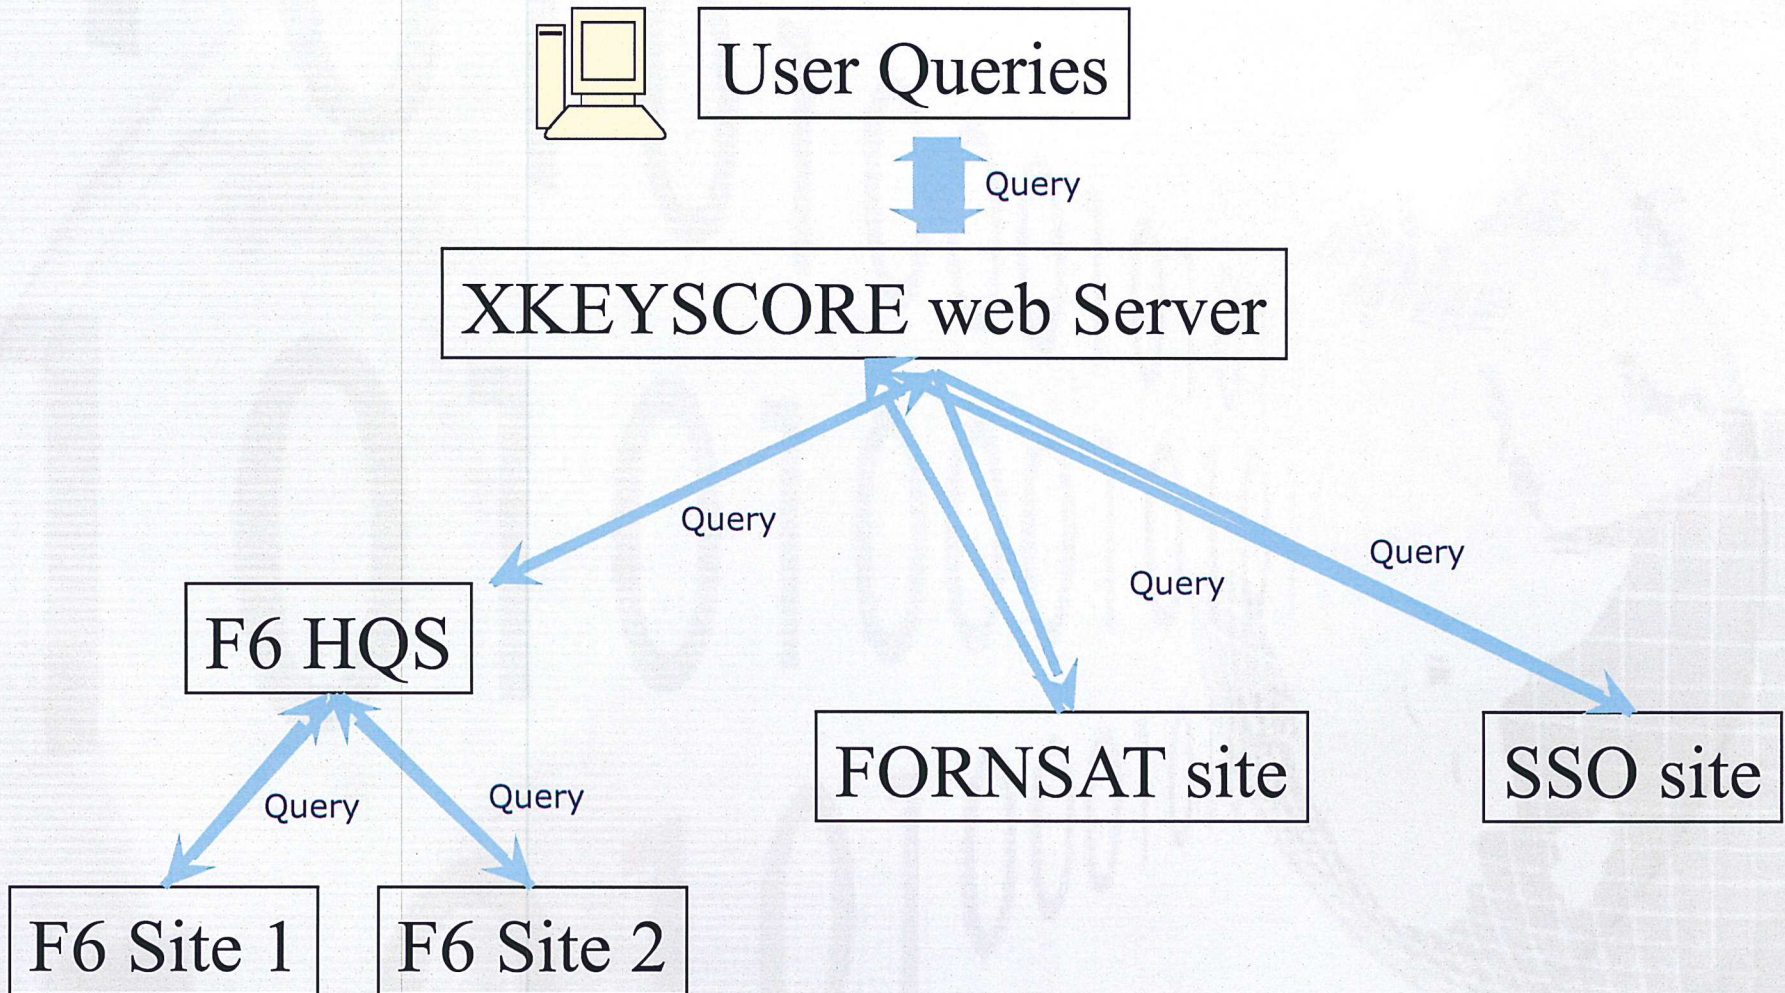 User Queries
Query
XKEYSCORE web Server
Query
Query
Query
F6 HQS
FORNSAT site
SSO site
Query
Query
F6 Site 1
F6 Site 2